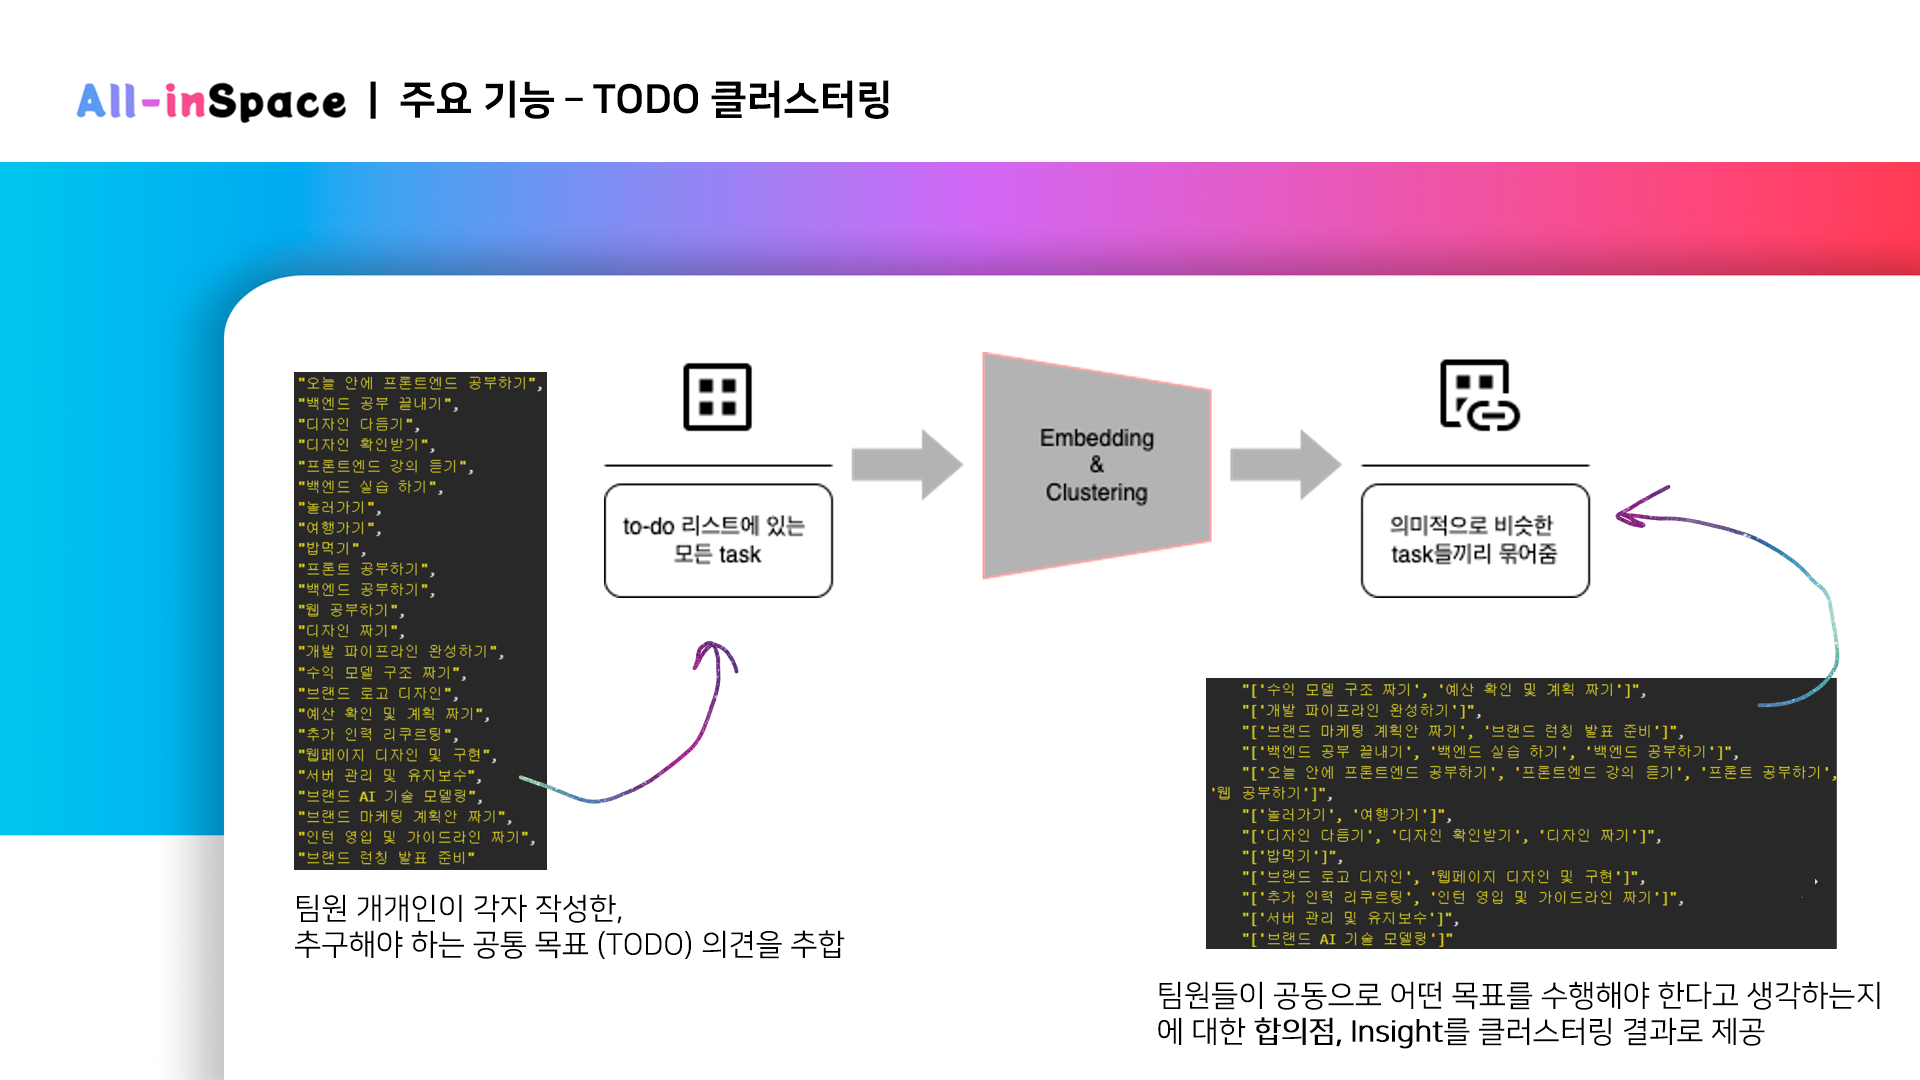 All-inSpace | 주요 기능 – TODO 클러스터링
"오늘 안에 프론트엔드 공부하기",
"백엔드 공부 끝내기",
"디자인 다듬기",
"디자인 확인받기",
"프론트엔드 강의 듣기",
"백엔드 실습 하기",
"놀러가기",
"여행가기",
"밥먹기",
"프론트 공부하기",
"백엔드 공부하기",
"웹 공부하기",
"디자인 짜기",
"개발 파이프라인 완성하기",
"수익 모델 구조 짜기",
"브랜드 로고 디자인",
"예산 확인 및 계획 짜기",
"추가 인력 리쿠르팅",
"웹페이지 디자인 및 구현",
"서버 관리 및 유지보수",
"브랜드 AI 기술 모델링",
"브랜드 마케팅 계획안 짜기",
"인턴 영입 및 가이드라인 짜기",
"브랜드 런칭 발표 준비"
팀원 개개인이 각자 작성한,
추구해야 하는 공통 목표 (TODO) 의견을 추합
to-do 리스트에 있는
모든 task
Embedding
&
Clustering
의미적으로 비슷한
task들끼리 묶어줌
"['수익 모델 구조 짜기', '예산 확인 및 계획 짜기']",
"['개발 파이프라인 완성하기']",
"['브랜드 마케팅 계획안 짜기', '브랜드 런칭 발표 준비']",
"['백엔드 공부 끝내기', '백엔드 실습 하기', '백엔드 공부하기']",
"['오늘 안에 프론트엔드 공부하기', '프론트엔드 강의 듣기', '프론트 공부하기',
'웹 공부하기']",
"['놀러가기', '여행가기']",
"['디자인 다듬기', '디자인 확인받기', '디자인 짜기']",
"['밥먹기']",
"['브랜드 로고 디자인', '웹페이지 디자인 및 구현']",
"['추가 인력 리쿠르팅', '인턴 영입 및 가이드라인 짜기']",
"['서버 관리 및 유지보수']",
"['브랜드 AI 기술 모델링']"
팀원들이 공동으로 어떤 목표를 수행해야 한다고 생각하는지
에 대한 합의점, Insight를 클러스터링 결과로 제공